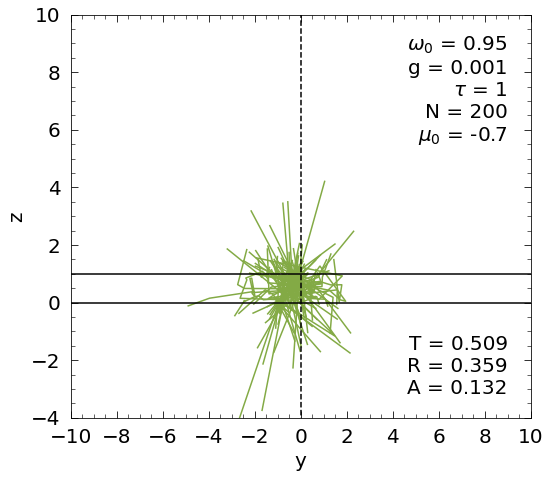 10
8
6
4
2
0
−2
−4
z
ω₀ = 0.95
g = 0.001
τ = 1
N = 200
μ₀ = -0.7
T = 0.509
R = 0.359
A = 0.132
−10 −8 −6 −4 −2 0 2 4 6 8 10
y